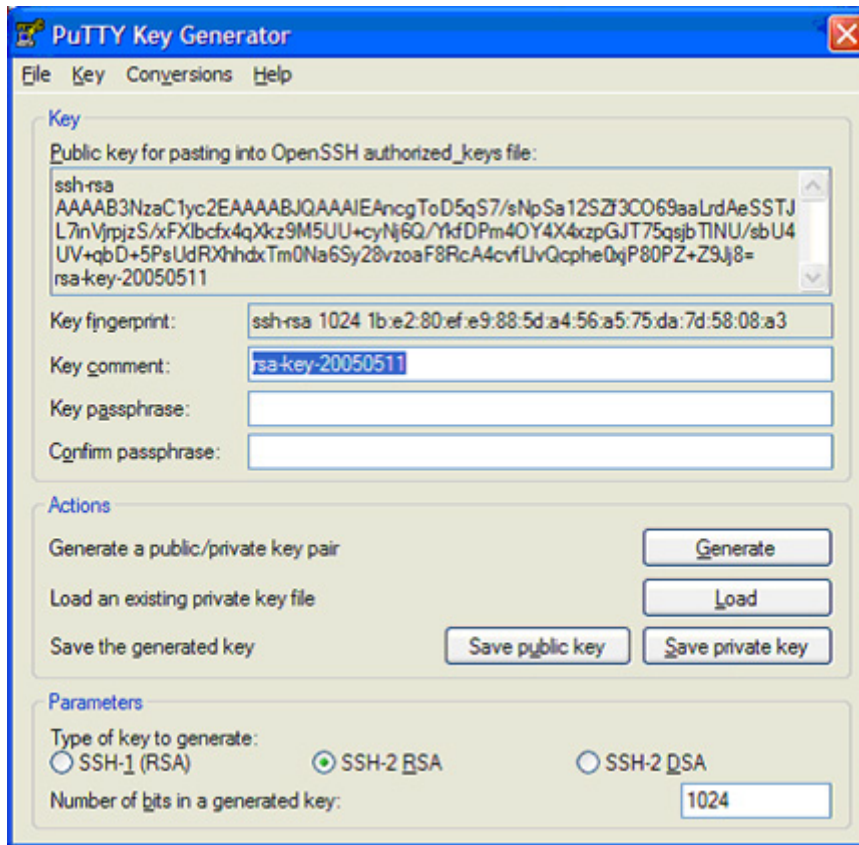 PuTTY Key Generator
File Key Conversions Help
Key
Public key for pasting into OpenSSH authorized_keys file:
ssh-rsa
AAAAB3NzaC1yc2EAAAABJQAAAIEAncgToD5qS7/sNpSa12SZf3CO69aaLrdAeSSTJ
L7inVjrpjzS/xFXlbcfx4qXkz9M5UU+cyNj6Q/YkfDPm4OY4X4xzpGJT75qsjbTINU/sbU4
UV+qbD+5PsUdRXhhdxTm0Na6Sy28vzoaF8RcA4cvfUvQcphe0xjP80PZ+Z9Jj8=
rsa-key-20050511
Key fingerprint: ssh-rsa 1024 1b:e2:80:ef:e9:88:5d:a4:56:a5:75:da:7d:58:08:a3
Key comment: rsa-key-20050511
Key passphrase:
Confirm passphrase:
Actions
Generate a public/private key pair Generate
Load an existing private key file Load
Save the generated key Save public key Save private key
Parameters
Type of key to generate:
SSH-1 (RSA) SSH-2 RSA SSH-2 DSA
Number of bits in a generated key: 1024